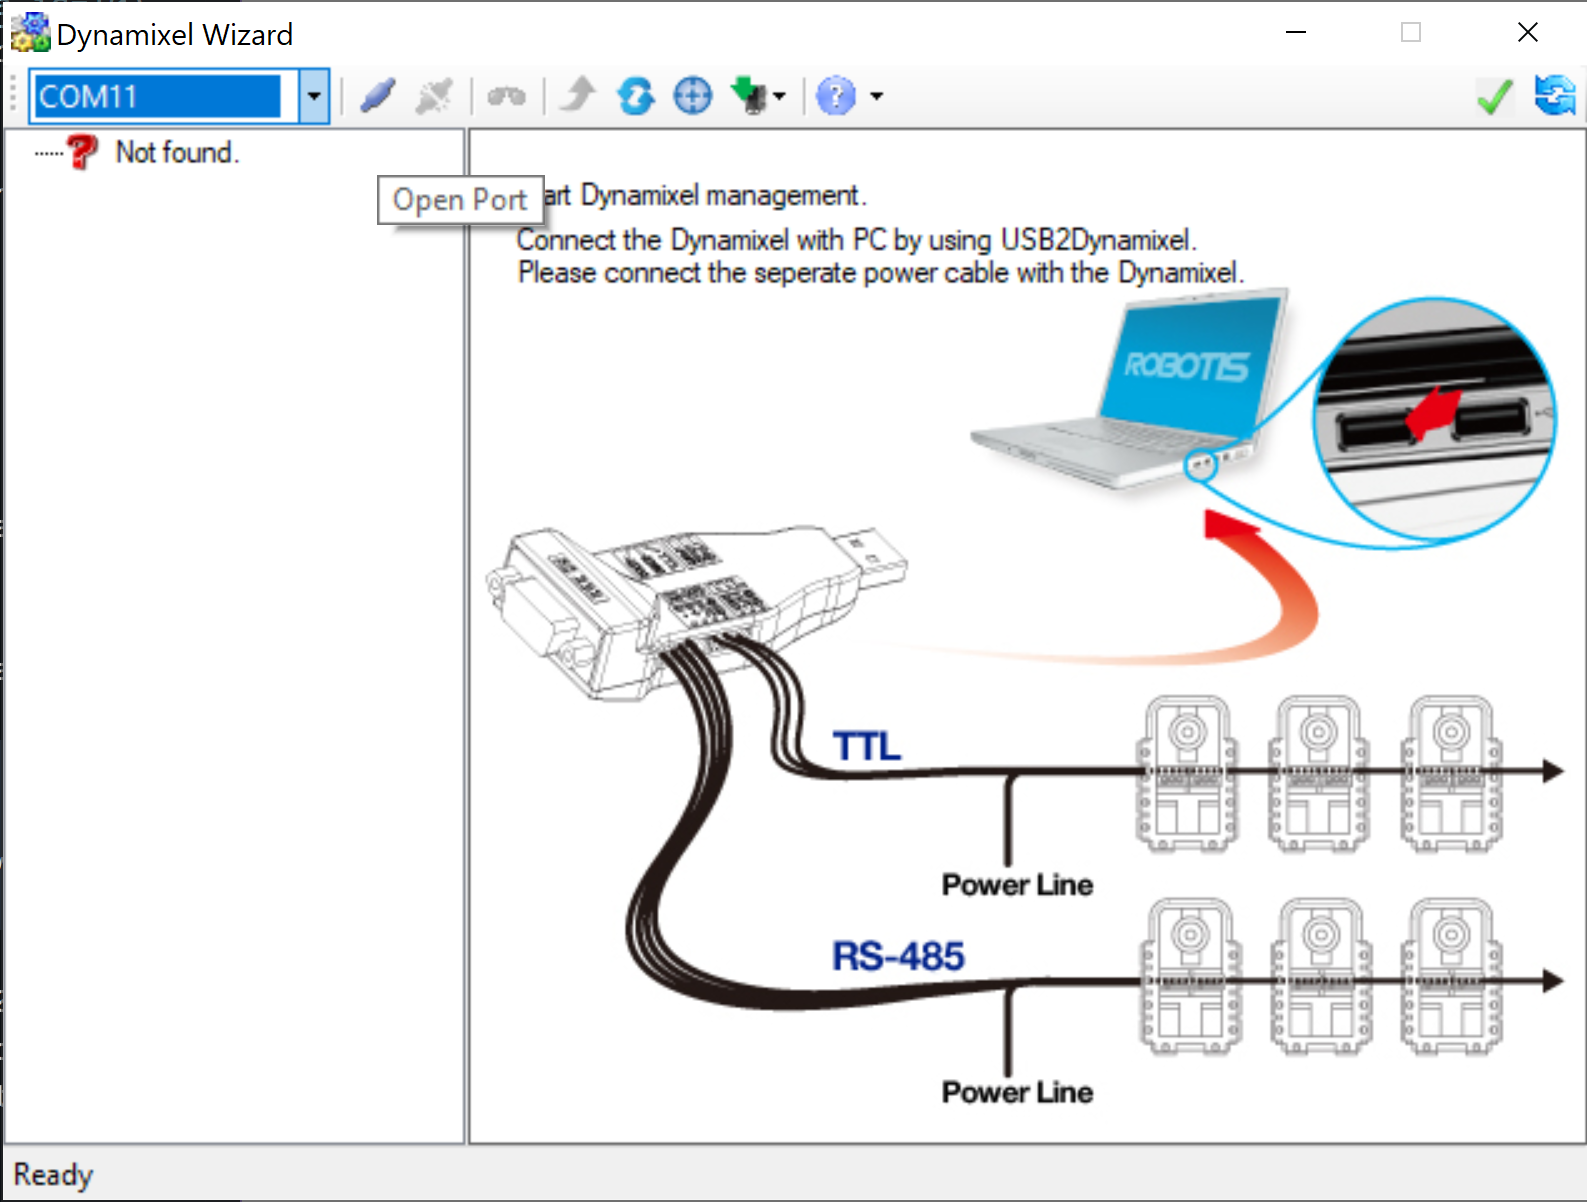 Dynamixel Wizard
COM11
Not found.
Open Port
art Dynamixel management.
Connect the Dynamixel with PC by using USB2Dynamixel.
Please connect the seperate power cable with the Dynamixel.
ROBOTIS
TTL
Power Line
RS-485
Power Line
Ready